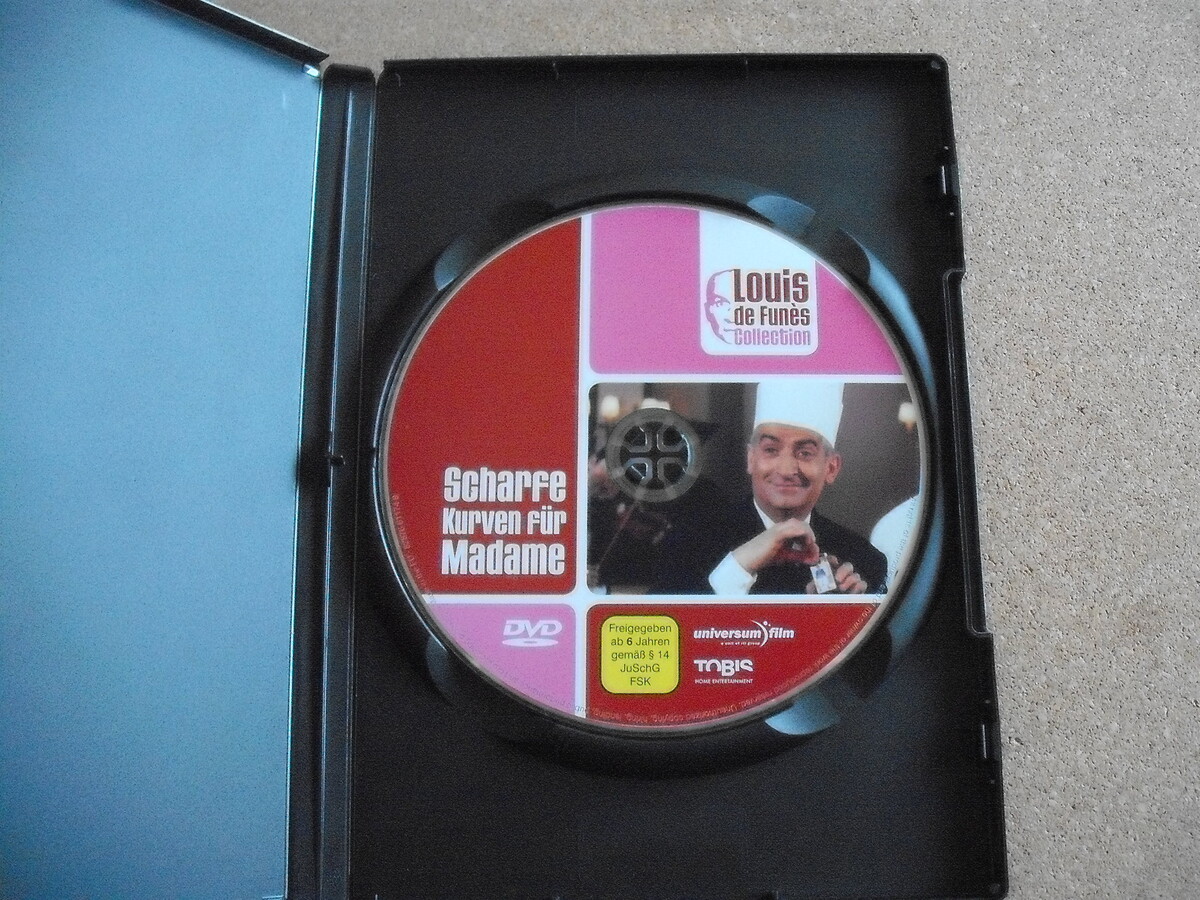 Louis
de Funès
Collection
Scharfe
Kurven für
Madame
DVD
Freigegeben
ab 6 Jahren
gemäß § 14
JuSchG
FSK
universum film
TOBIS
HOME ENTERTAINMENT